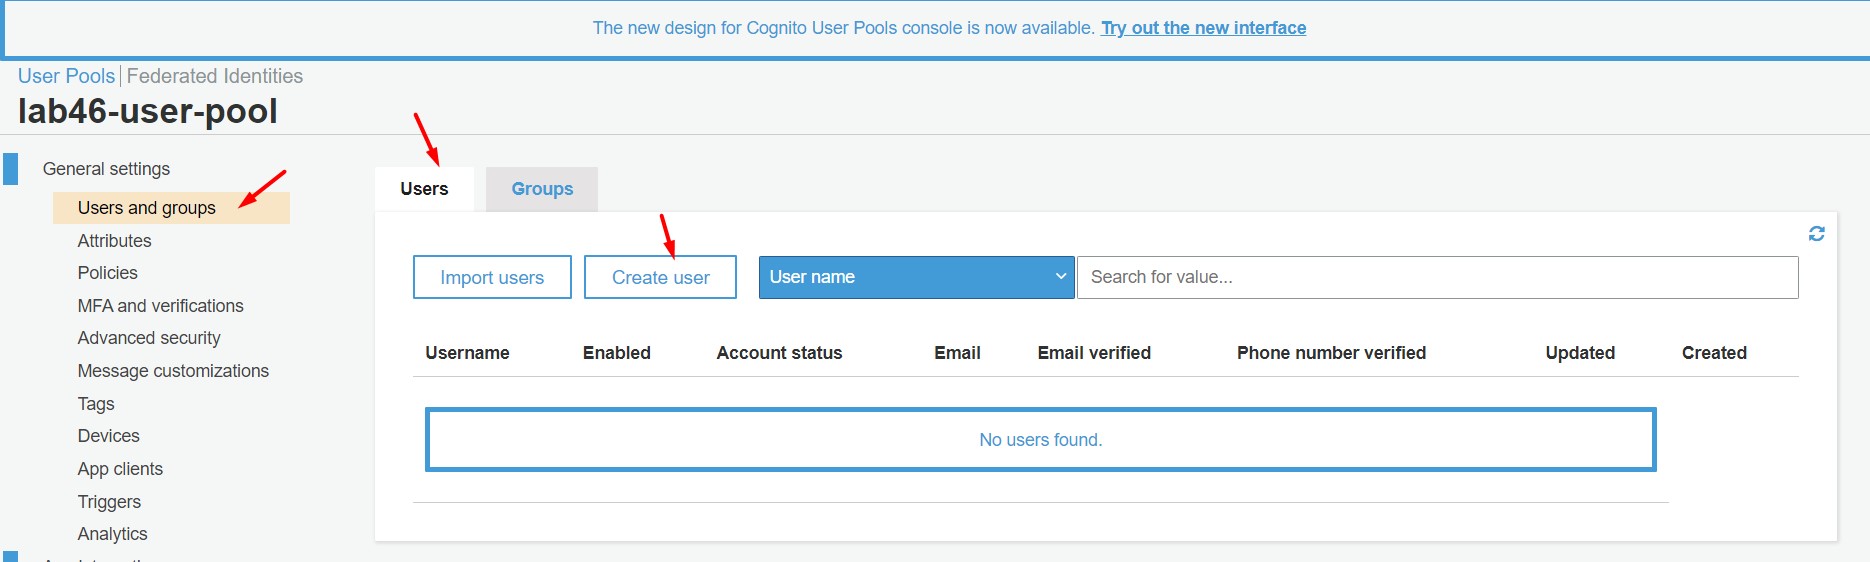 The new design for Cognito User Pools console is now available. Try out the new interface
User Pools Federated Identities
lab46-user-pool
General settings
Users and groups
Attributes
Policies
MFA and verifications
Advanced security
Message customizations
Tags
Devices
App clients
Triggers
Analytics
Users Groups
Import users Create user User name Search for value...
Username Enabled Account status Email Email verified Phone number verified Updated Created
No users found.